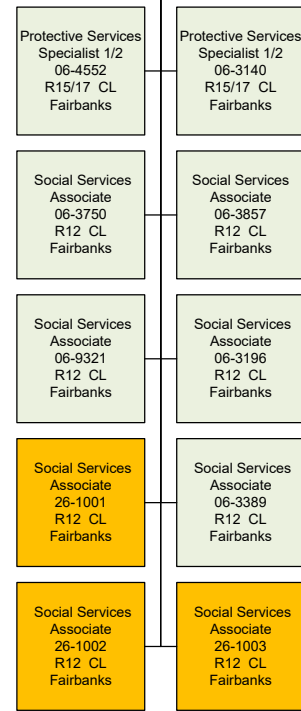 Protective Services
Specialist 1/2
06-4552
R15/17 CL
Fairbanks
Protective Services
Specialist 1/2
06-3140
R15/17 CL
Fairbanks
Social Services
Associate
06-3750
R12 CL
Fairbanks
Social Services
Associate
06-3857
R12 CL
Fairbanks
Social Services
Associate
06-9321
R12 CL
Fairbanks
Social Services
Associate
06-3196
R12 CL
Fairbanks
Social Services
Associate
26-1001
R12 CL
Fairbanks
Social Services
Associate
06-3389
R12 CL
Fairbanks
Social Services
Associate
26-1002
R12 CL
Fairbanks
Social Services
Associate
26-1003
R12 CL
Fairbanks